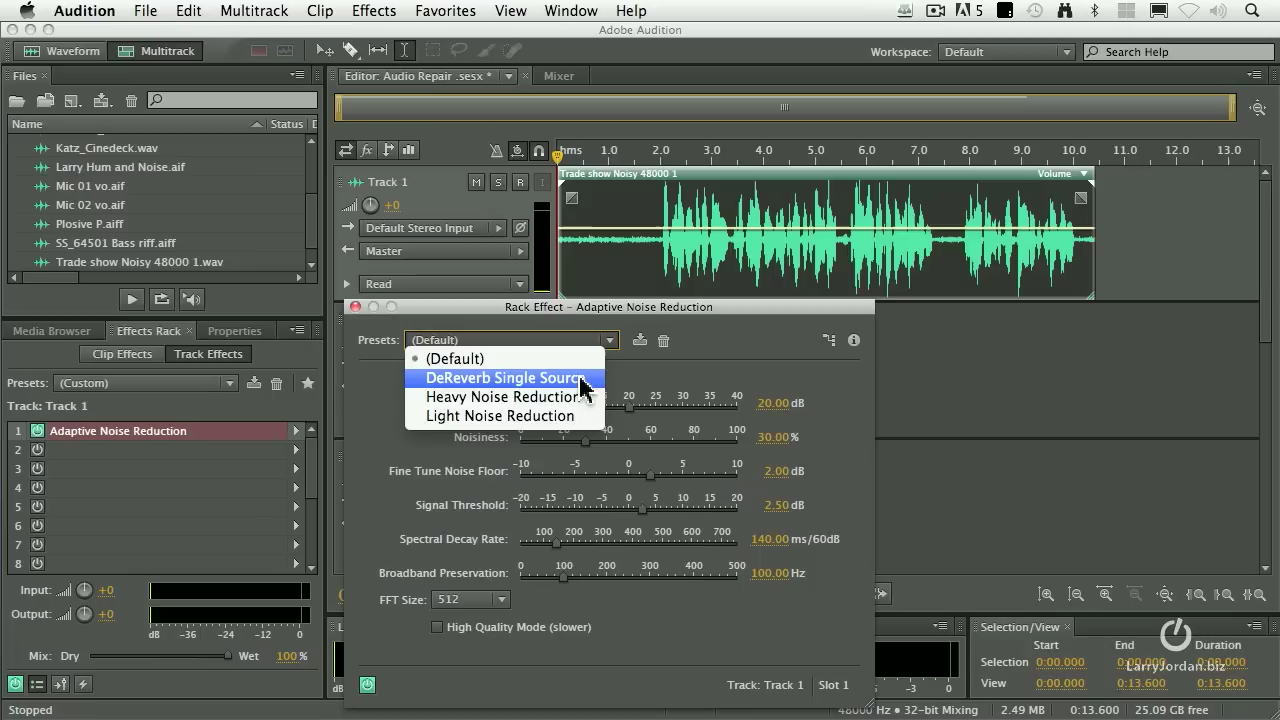 Audition File Edit Multitrack Clip Effects Favorites View Window Help 5
Adobe Audition
Waveform Multitrack Workspace: Default Search Help
Files × Editor: Audio Repair .sesx * × Mixer
Name Status
Katz_Cinedeck.wav
Larry Hum and Noise.aif
Mic 01 vo.aif
Mic 02 vo.aif
Plosive P.aiff
SS_64501 Bass riff.aiff
Trade show Noisy 48000 1.wav
fx hms 1.0 2.0 3.0 4.0 5.0 6.0 7.0 8.0 9.0 10.0 11.0 12.0 13.0
Track 1 M S R I
Trade show Noisy 48000 1 Volume
+0
Default Stereo Input
Master
Read
Media Browser Effects Rack × Properties
Clip Effects Track Effects
Presets: (Custom)
Track: Track 1
1 Adaptive Noise Reduction
2
3
4
5
6
7
8
Input: +0
Output: +0
dB -36 -24 -12 0
Mix: Dry Wet 100 %
Rack Effect - Adaptive Noise Reduction
Presets: (Default)
(Default)
DeReverb Single Source
Heavy Noise Reduction
Light Noise Reduction
20 25 30 35 40
20.00 dB
40 60 80 100
Noisiness: 30.00 %
-10 -5 0 5 10
Fine Tune Noise Floor: 2.00 dB
-20 -15 -10 -5 0 5 10 15 20
Signal Threshold: 2.50 dB
100 200 300 400 500 600 700
Spectral Decay Rate: 140.00 ms/60dB
0 100 200 300 400 500
Broadband Preservation: 100.00 Hz
FFT Size: 512
High Quality Mode (slower)
Track: Track 1 Slot 1
dB -3 0
Selection/View ×
Start End Duration
Selection 0:00.000 0:00.000 0:00.000
View 0:00.000 0:13.600 0:13.600
LarryJordan.biz
Stopped
48000 Hz • 32-bit Mixing 2.49 MB 0:13.600 25.09 GB free